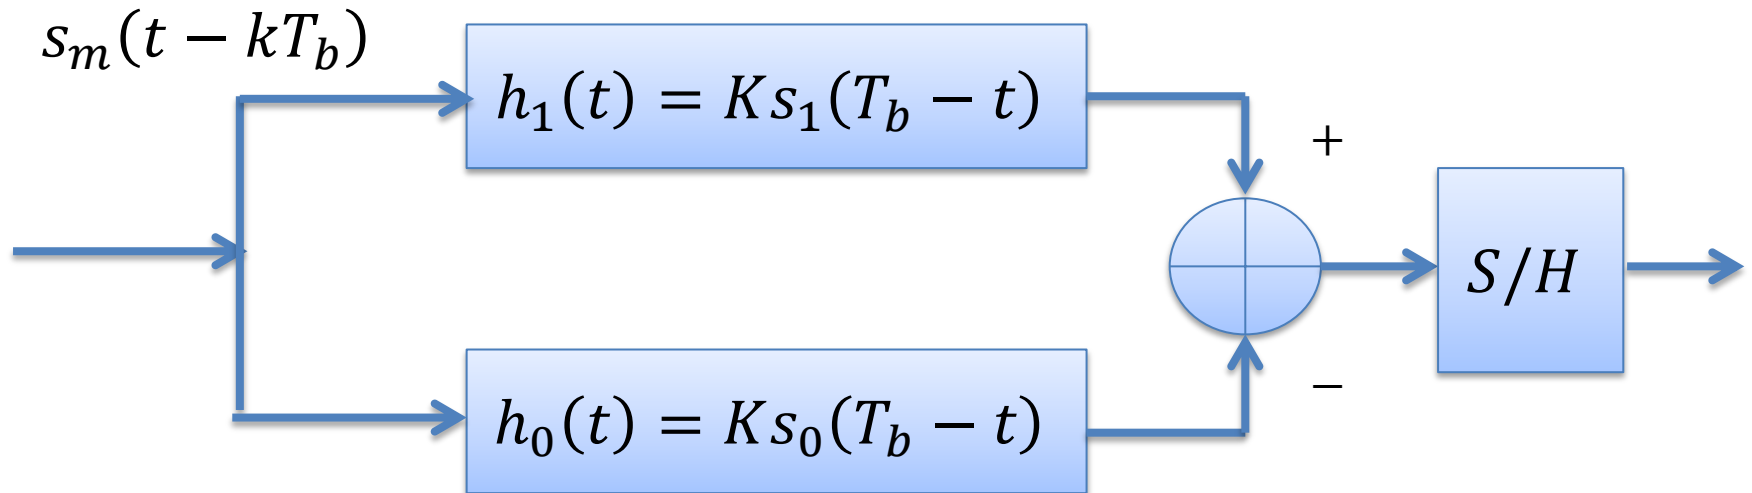 s_m(t − kT_b)
h_1(t) = Ks_1(T_b − t)
+
S/H
−
h_0(t) = Ks_0(T_b − t)